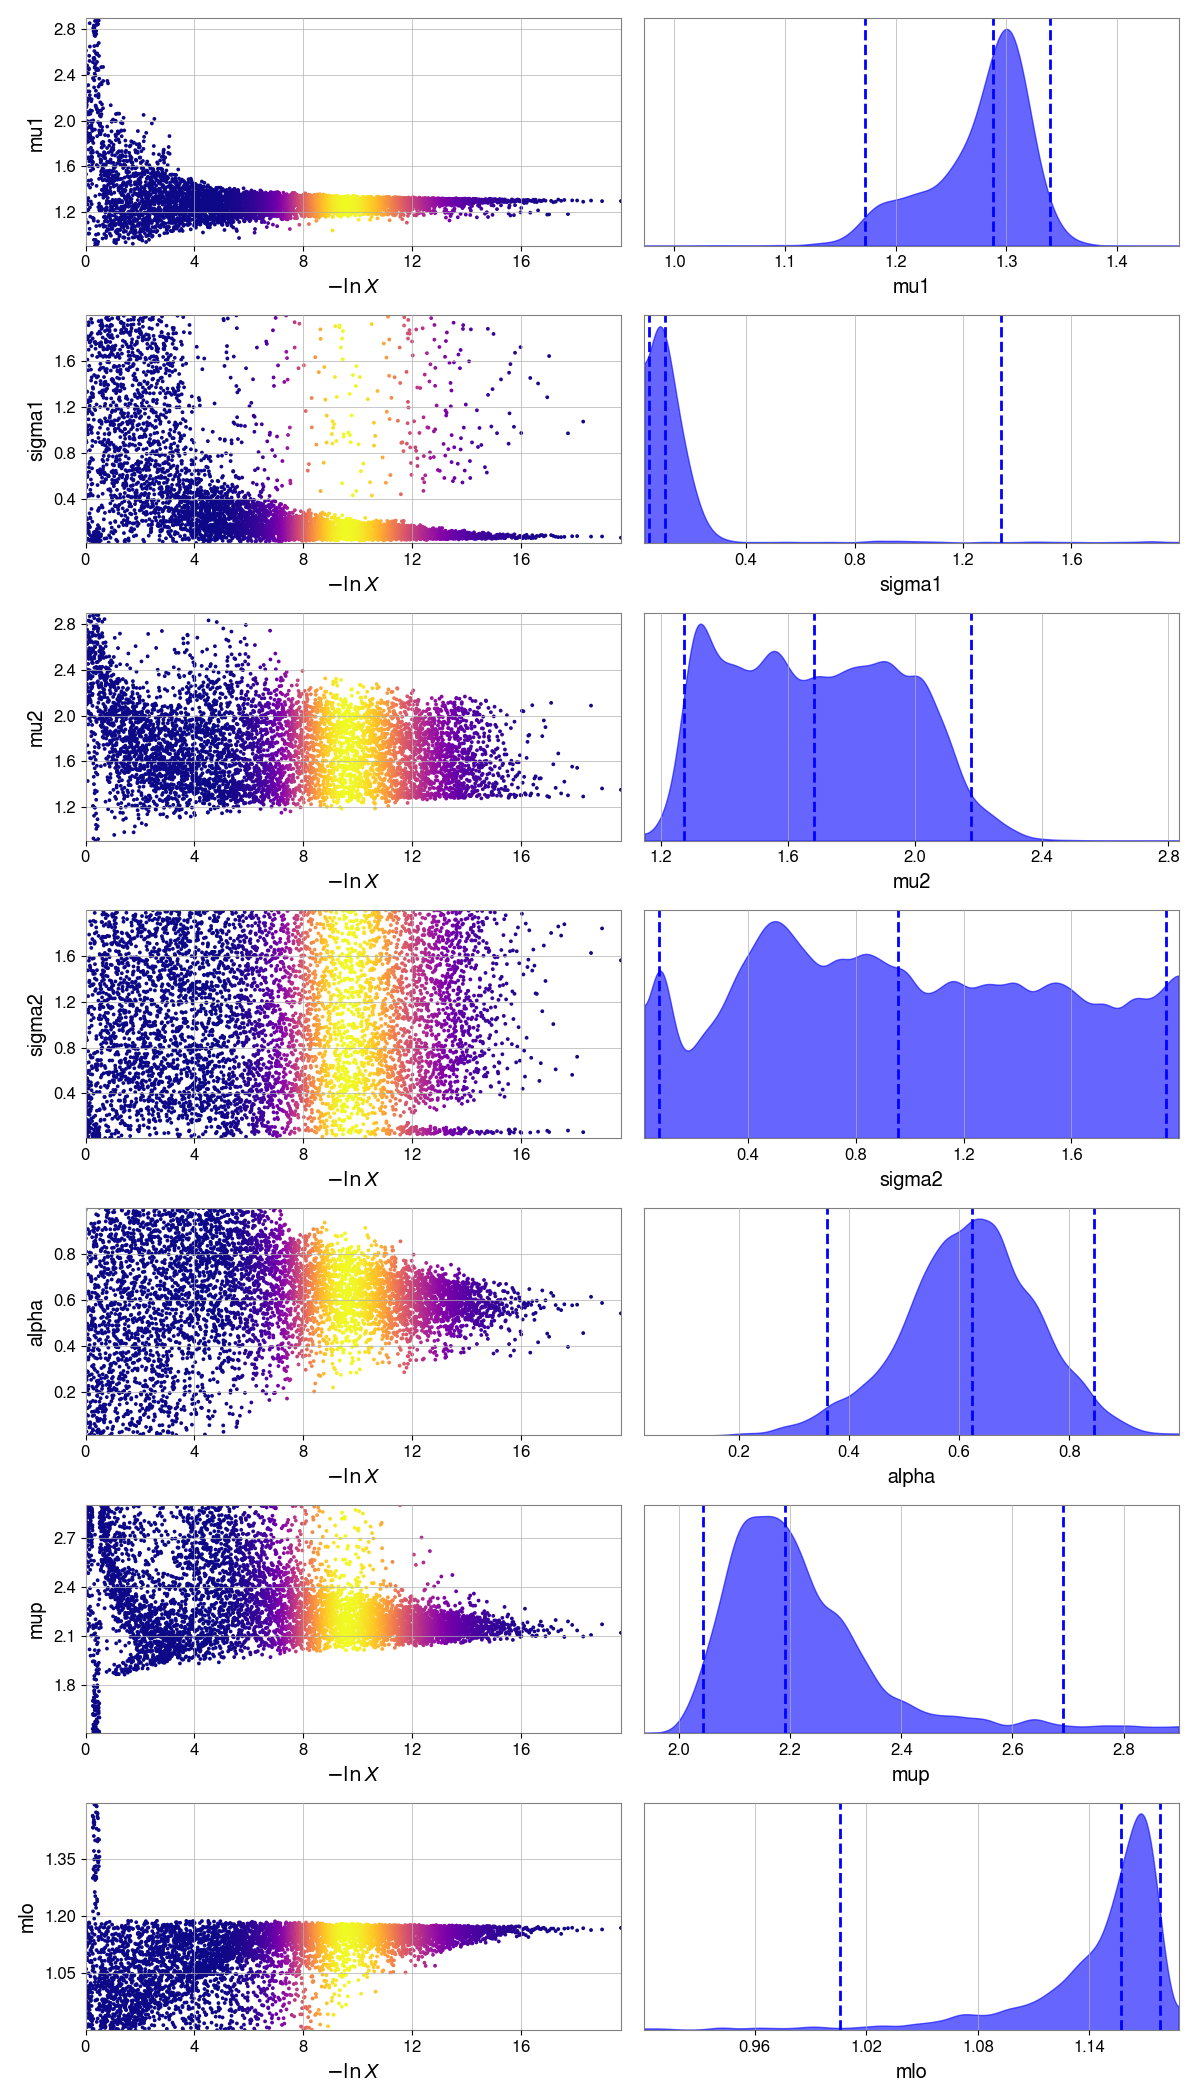 2.8
2.4
2.0
1.6
1.2
mu1
0 4 8 12 16
−ln X
1.0 1.1 1.2 1.3 1.4
mu1
1.6
1.2
0.8
0.4
sigma1
0 4 8 12 16
−ln X
0.4 0.8 1.2 1.6
sigma1
2.8
2.4
2.0
1.6
1.2
mu2
0 4 8 12 16
−ln X
1.2 1.6 2.0 2.4 2.8
mu2
1.6
1.2
0.8
0.4
sigma2
0 4 8 12 16
−ln X
0.4 0.8 1.2 1.6
sigma2
0.8
0.6
0.4
0.2
alpha
0 4 8 12 16
−ln X
0.2 0.4 0.6 0.8
alpha
2.7
2.4
2.1
1.8
mup
0 4 8 12 16
−ln X
2.0 2.2 2.4 2.6 2.8
mup
1.35
1.20
1.05
mlo
0 4 8 12 16
−ln X
0.96 1.02 1.08 1.14
mlo